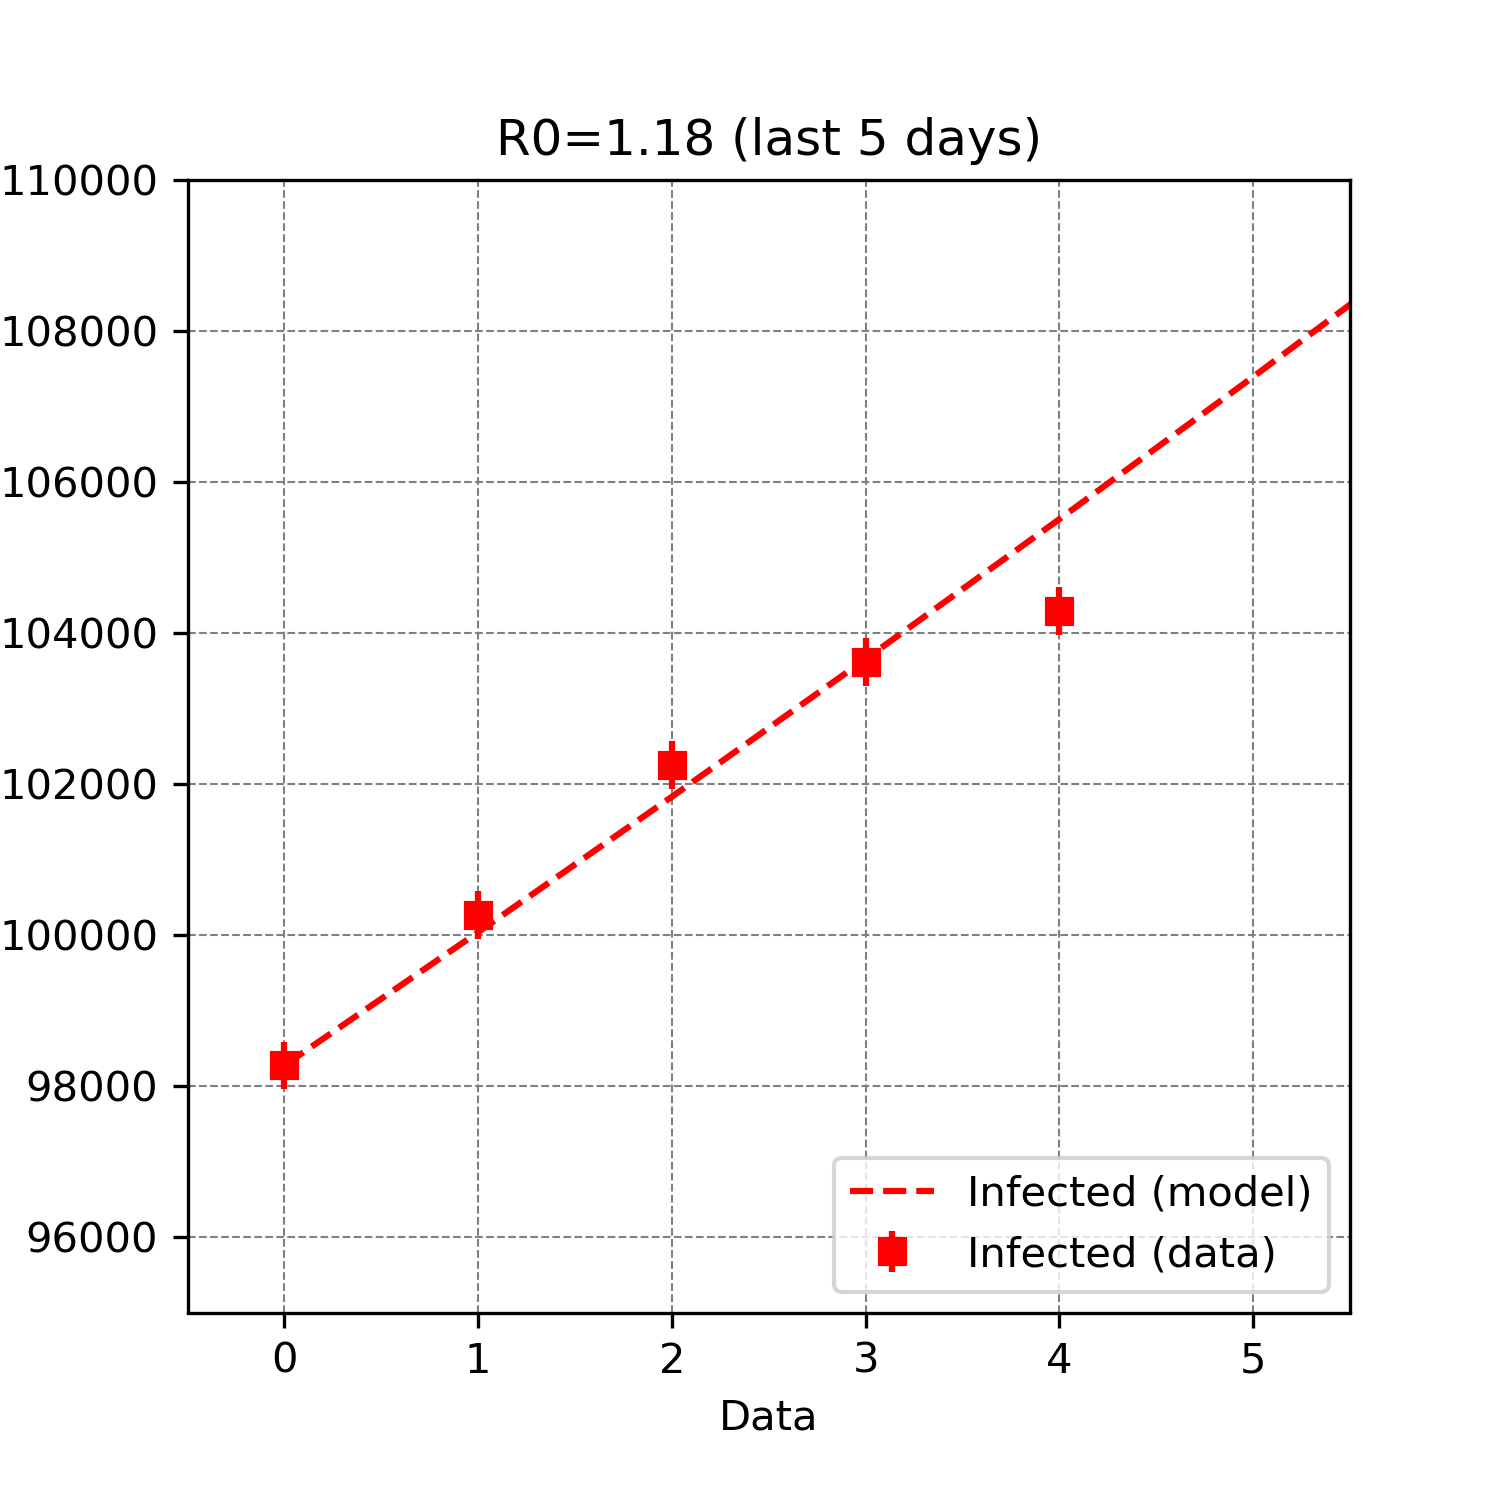 R0=1.18 (last 5 days)
110000
108000
106000
104000
102000
100000
98000
96000
Infected (model)
Infected (data)
0 1 2 3 4 5
Data